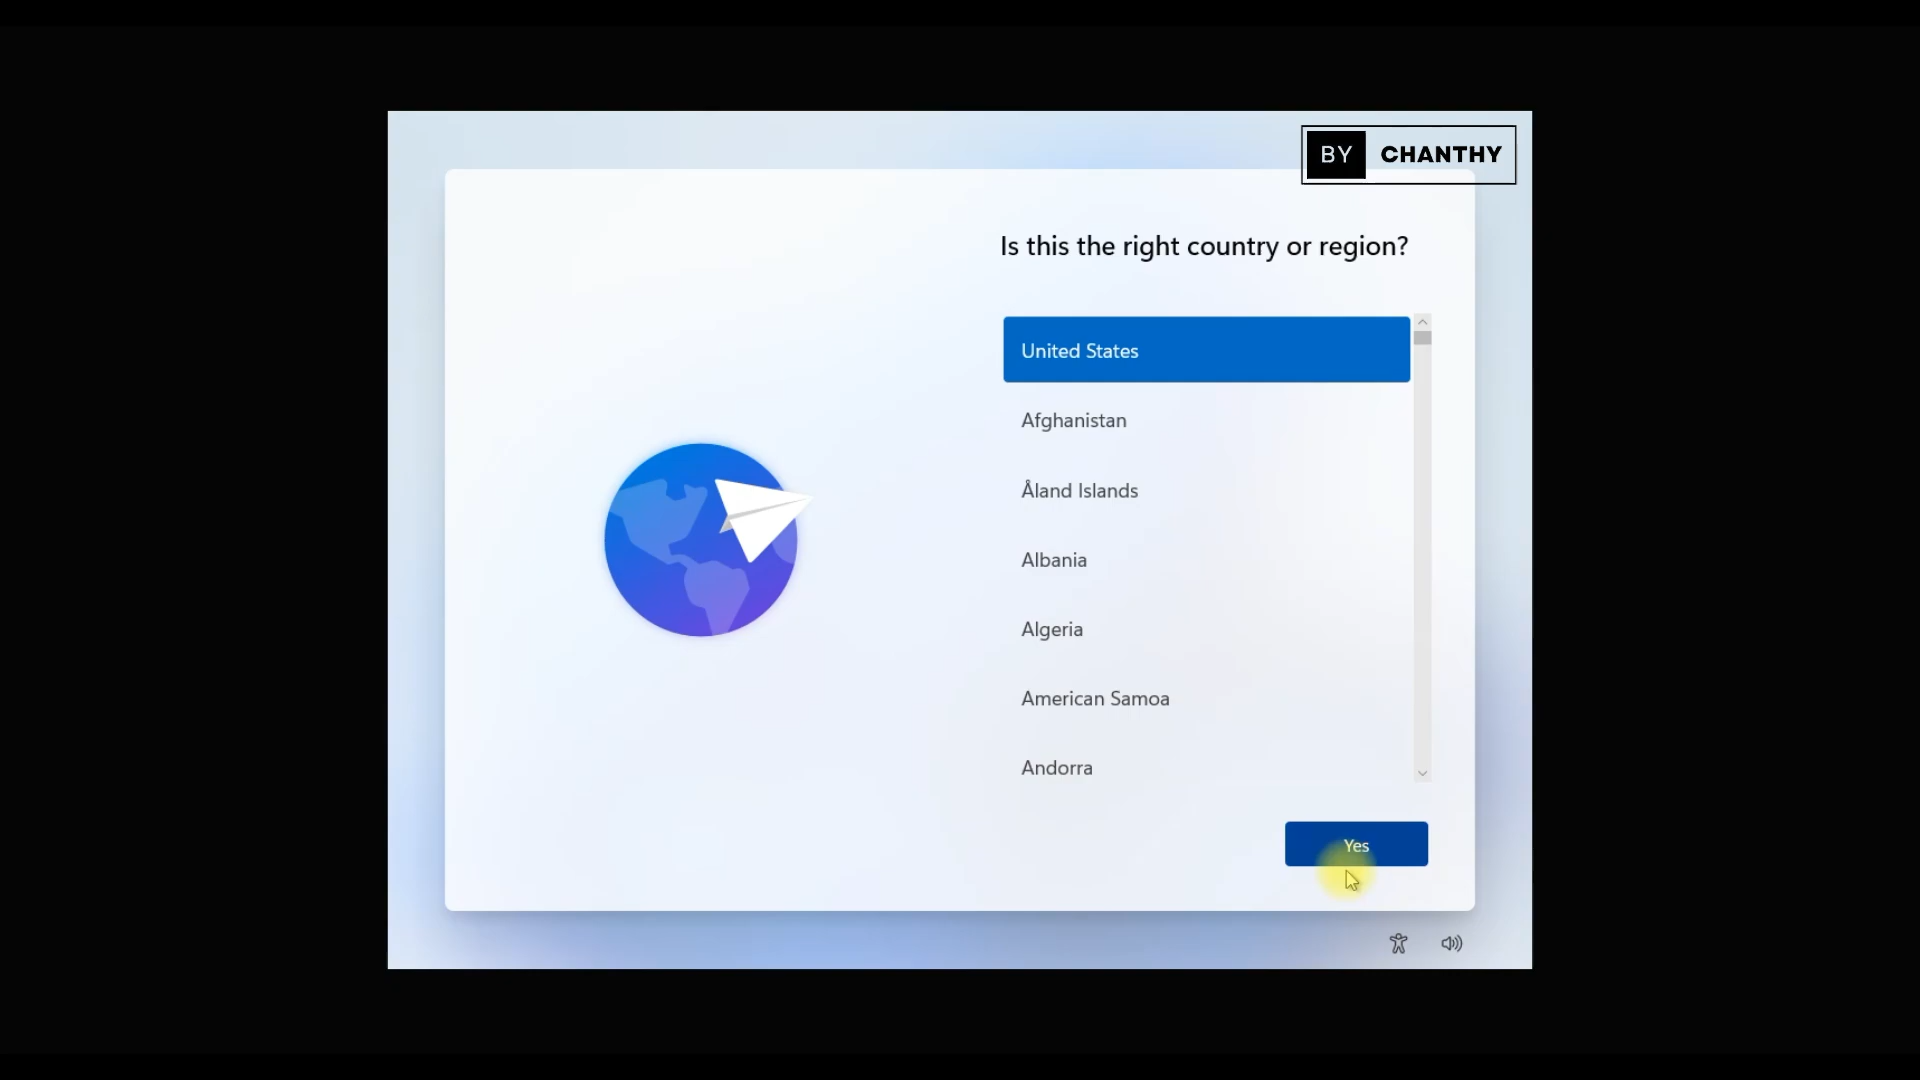 BY CHANTHY
Is this the right country or region?
United States
Afghanistan
Åland Islands
Albania
Algeria
American Samoa
Andorra
Yes